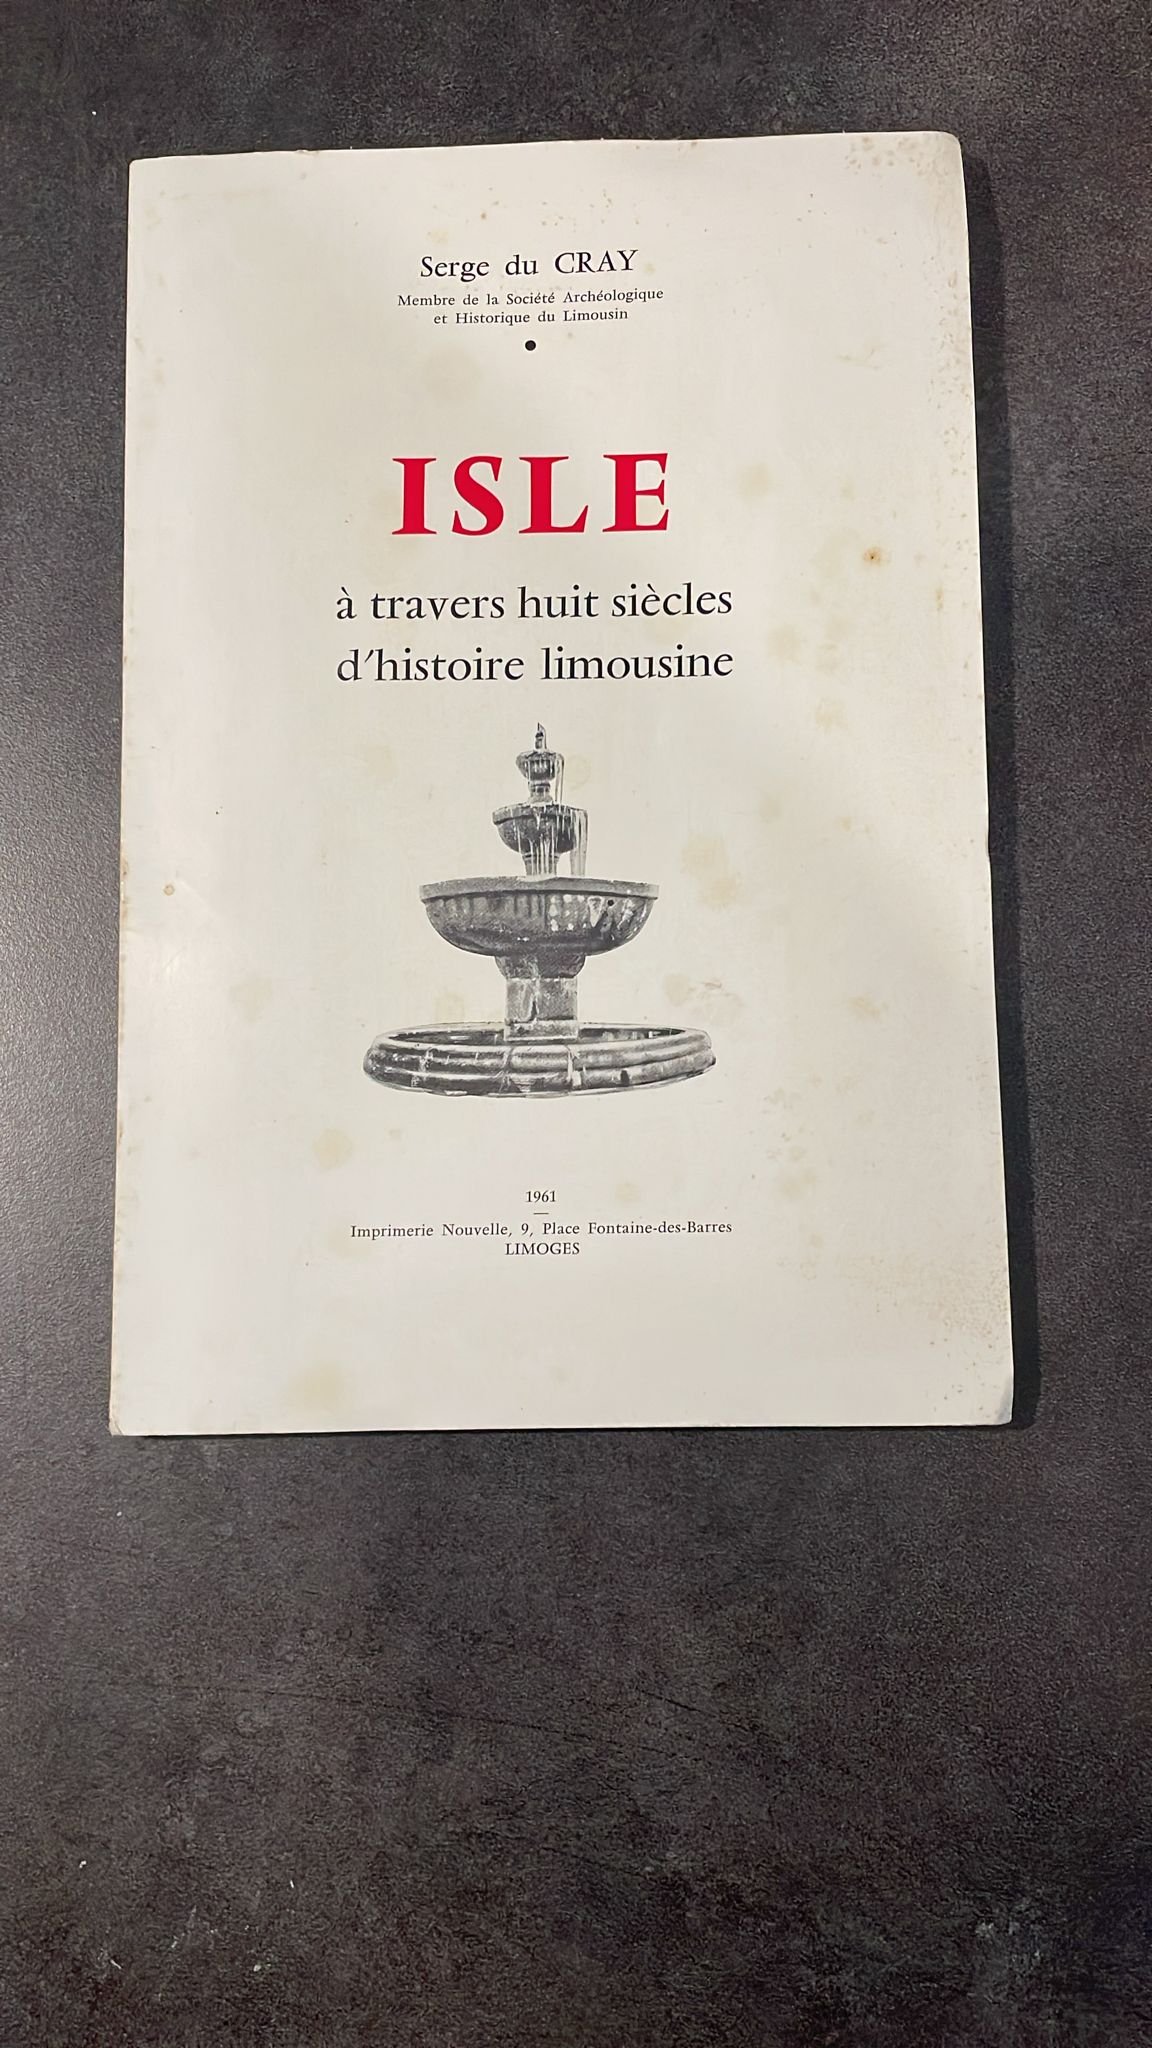 Serge du CRAY
Membre de la Société Archéologique
et Historique du Limousin
ISLE
à travers huit siècles
d'histoire limousine
1961
Imprimerie Nouvelle, 9, Place Fontaine-des-Barres
LIMOGES